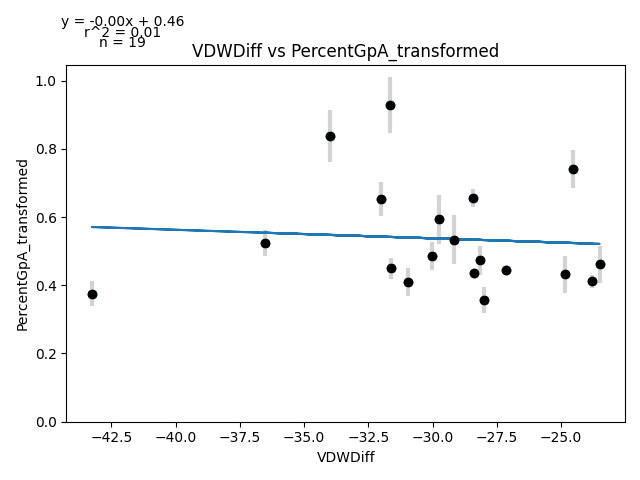 y = -0.00x + 0.46
r^2 = 0.01
n = 19
VDWDiff vs PercentGpA_transformed
1.0
0.8
0.6
0.4
0.2
0.0
PercentGpA_transformed
−42.5 −40.0 −37.5 −35.0 −32.5 −30.0 −27.5 −25.0
VDWDiff